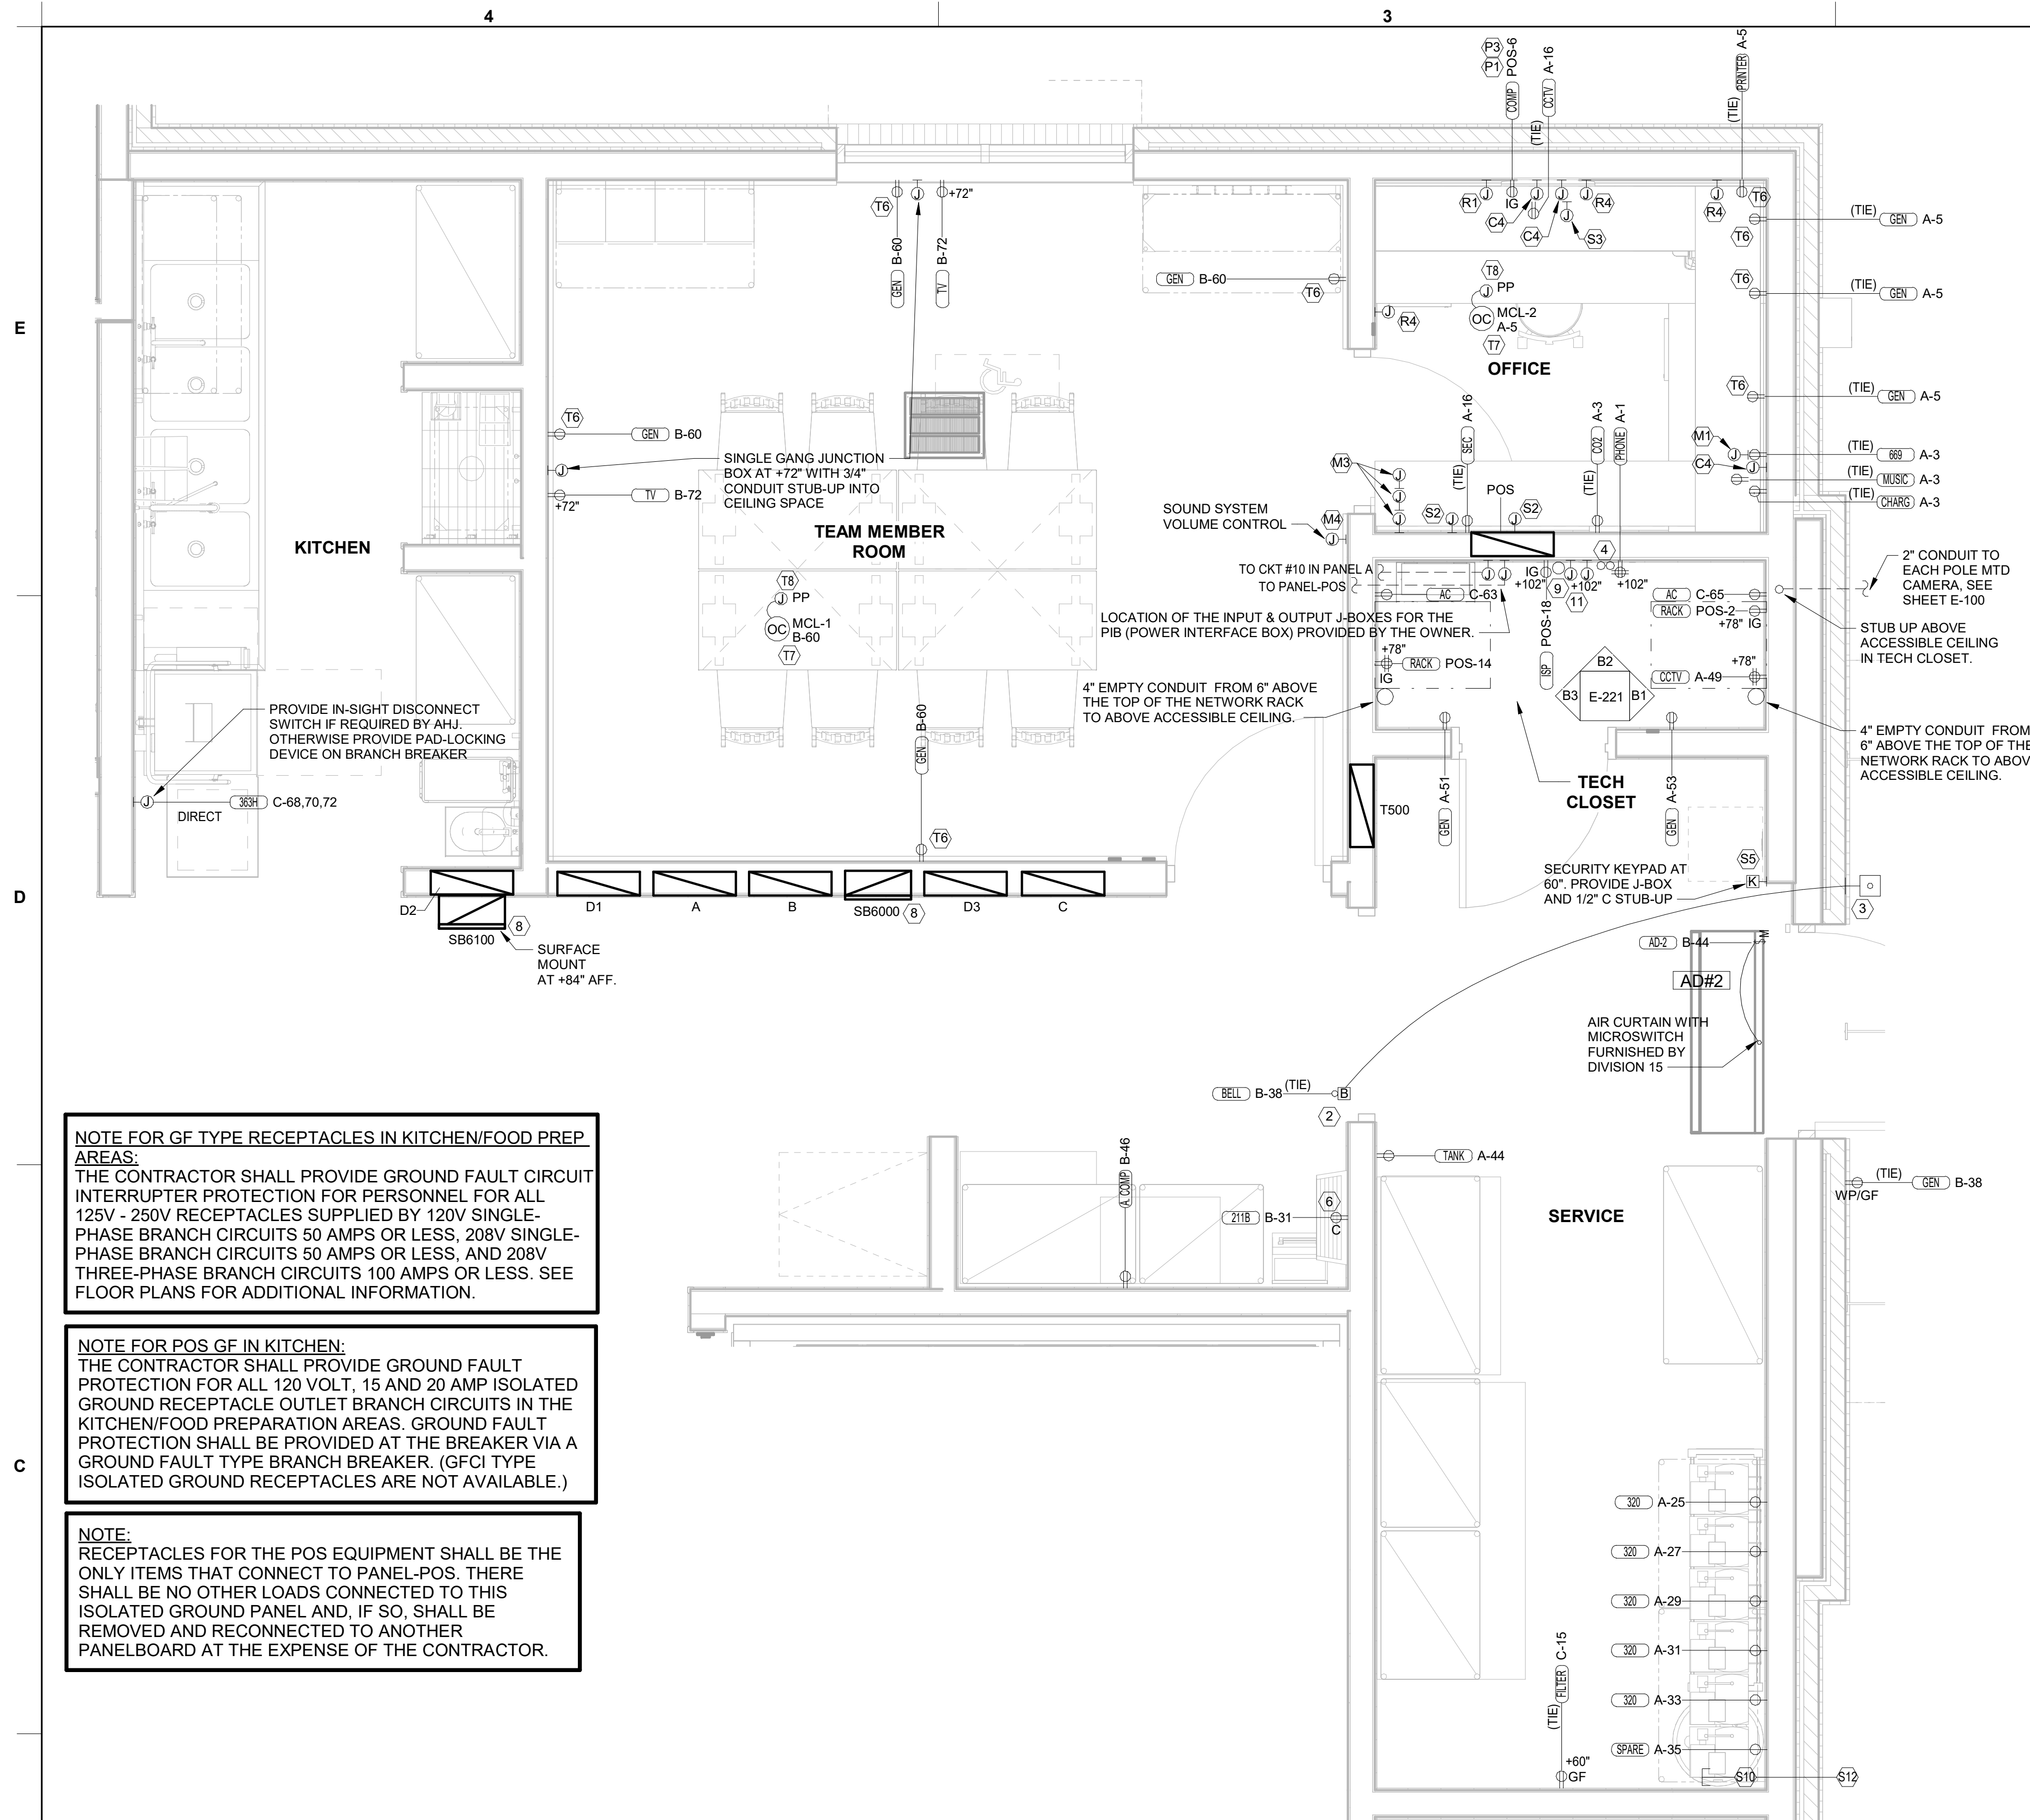 4
3
E
D
C
P3
P1
COMP POS-6
(TIE) CCTV A-16
(TIE) PRINTER A-5
R1
J
IG
J
J
J
J
C4
C4
S3
R4
J
R4
T6
T6
(TIE) GEN A-5
T6
(TIE) GEN A-5
T6
(TIE) GEN A-5
M1
J
(TIE) 669 A-3
C4
J
(TIE) MUSIC A-3
(TIE) CHARG A-3
T6
J
+72"
GEN B-60
TV B-72
GEN B-60
T6
J
R4
T8
J PP
OC MCL-2
A-5
T7
OFFICE
T6
GEN B-60
J
TV B-72
+72"
SINGLE GANG JUNCTION
BOX AT +72" WITH 3/4"
CONDUIT STUB-UP INTO
CEILING SPACE
TEAM MEMBER
ROOM
KITCHEN
T8
J PP
OC MCL-1
B-60
T7
M3
J
J
J
S2
J
(TIE) SEC A-16
POS
J
S2
(TIE) CO2 A-3
PHONE A-1
SOUND SYSTEM
VOLUME CONTROL
M4
J
TO CKT #10 IN PANEL A
TO PANEL-POS
AC C-63
J
J
IG
+102"
J
J
+102"
9
11
4
+102"
LOCATION OF THE INPUT & OUTPUT J-BOXES FOR THE
PIB (POWER INTERFACE BOX) PROVIDED BY THE OWNER.
+78"
RACK POS-14
IG
ISP POS-18
AC C-65
RACK POS-2
+78" IG
+78"
CCTV A-49
B2
B3
E-221
B1
2" CONDUIT TO
EACH POLE MTD
CAMERA, SEE
SHEET E-100
STUB UP ABOVE
ACCESSIBLE CEILING
IN TECH CLOSET.
4" EMPTY CONDUIT FROM 6" ABOVE
THE TOP OF THE NETWORK RACK
TO ABOVE ACCESSIBLE CEILING.
4" EMPTY CONDUIT FROM
6" ABOVE THE TOP OF THE
NETWORK RACK TO ABOV
ACCESSIBLE CEILING.
PROVIDE IN-SIGHT DISCONNECT
SWITCH IF REQUIRED BY AHJ.
OTHERWISE PROVIDE PAD-LOCKING
DEVICE ON BRANCH BREAKER
J
363H C-68,70,72
DIRECT
GEN B-60
T6
T500
GEN A-51
TECH
CLOSET
GEN A-53
S5
K
SECURITY KEYPAD AT
60". PROVIDE J-BOX
AND 1/2" C STUB-UP
3
D2
D1
A
B
SB6000
8
D3
C
SB6100
8
SURFACE
MOUNT
AT +84" AFF.
AD-2 B-44
M
AD#2
AIR CURTAIN WITH
MICROSWITCH
FURNISHED BY
DIVISION 15
BELL B-38 (TIE)
B
2
A. COMP B-46
TANK A-44
6
211B B-31
C
SERVICE
(TIE) GEN B-38
WP/GF
NOTE FOR GF TYPE RECEPTACLES IN KITCHEN/FOOD PREP
AREAS:
THE CONTRACTOR SHALL PROVIDE GROUND FAULT CIRCUIT
INTERRUPTER PROTECTION FOR PERSONNEL FOR ALL
125V - 250V RECEPTACLES SUPPLIED BY 120V SINGLE-
PHASE BRANCH CIRCUITS 50 AMPS OR LESS, 208V SINGLE-
PHASE BRANCH CIRCUITS 50 AMPS OR LESS, AND 208V
THREE-PHASE BRANCH CIRCUITS 100 AMPS OR LESS. SEE
FLOOR PLANS FOR ADDITIONAL INFORMATION.
NOTE FOR POS GF IN KITCHEN:
THE CONTRACTOR SHALL PROVIDE GROUND FAULT
PROTECTION FOR ALL 120 VOLT, 15 AND 20 AMP ISOLATED
GROUND RECEPTACLE OUTLET BRANCH CIRCUITS IN THE
KITCHEN/FOOD PREPARATION AREAS. GROUND FAULT
PROTECTION SHALL BE PROVIDED AT THE BREAKER VIA A
GROUND FAULT TYPE BRANCH BREAKER. (GFCI TYPE
ISOLATED GROUND RECEPTACLES ARE NOT AVAILABLE.)
NOTE:
RECEPTACLES FOR THE POS EQUIPMENT SHALL BE THE
ONLY ITEMS THAT CONNECT TO PANEL-POS. THERE
SHALL BE NO OTHER LOADS CONNECTED TO THIS
ISOLATED GROUND PANEL AND, IF SO, SHALL BE
REMOVED AND RECONNECTED TO ANOTHER
PANELBOARD AT THE EXPENSE OF THE CONTRACTOR.
320 A-25
320 A-27
320 A-29
320 A-31
320 A-33
SPARE A-35
(TIE) FILTER C-15
+60"
GF
S10
S12